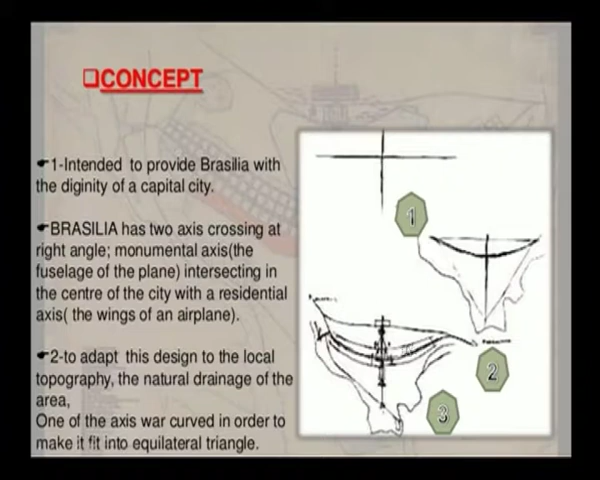 ❑CONCEPT
☛1-Intended to provide Brasilia with
the diginity of a capital city.
☛BRASILIA has two axis crossing at
right angle; monumental axis(the
fuselage of the plane) intersecting in
the centre of the city with a residential
axis( the wings of an airplane).
☛2-to adapt this design to the local
topography, the natural drainage of the
area,
One of the axis war curved in order to
make it fit into equilateral triangle.
1
2
3